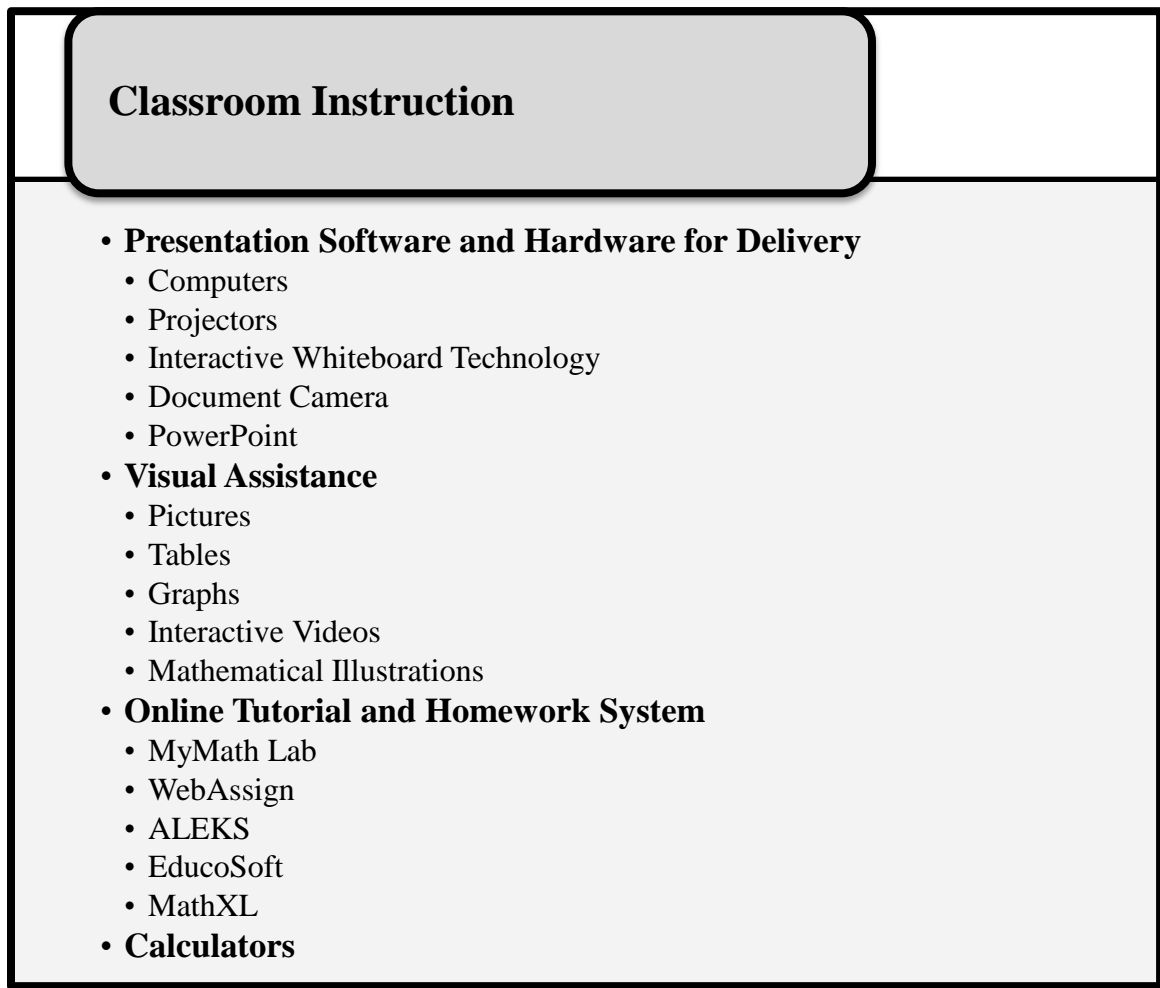 Classroom Instruction
• Presentation Software and Hardware for Delivery
• Computers
• Projectors
• Interactive Whiteboard Technology
• Document Camera
• PowerPoint
• Visual Assistance
• Pictures
• Tables
• Graphs
• Interactive Videos
• Mathematical Illustrations
• Online Tutorial and Homework System
• MyMath Lab
• WebAssign
• ALEKS
• EducoSoft
• MathXL
• Calculators